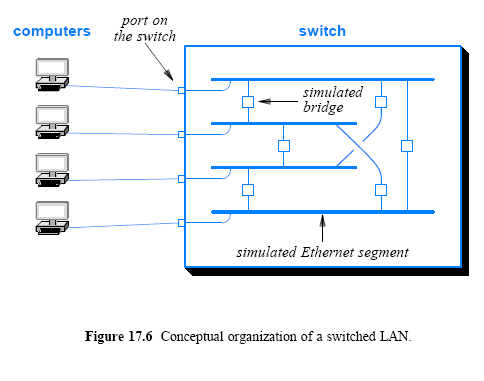 port on
the switch
computers
switch
simulated
bridge
simulated Ethernet segment
Figure 17.6 Conceptual organization of a switched LAN.